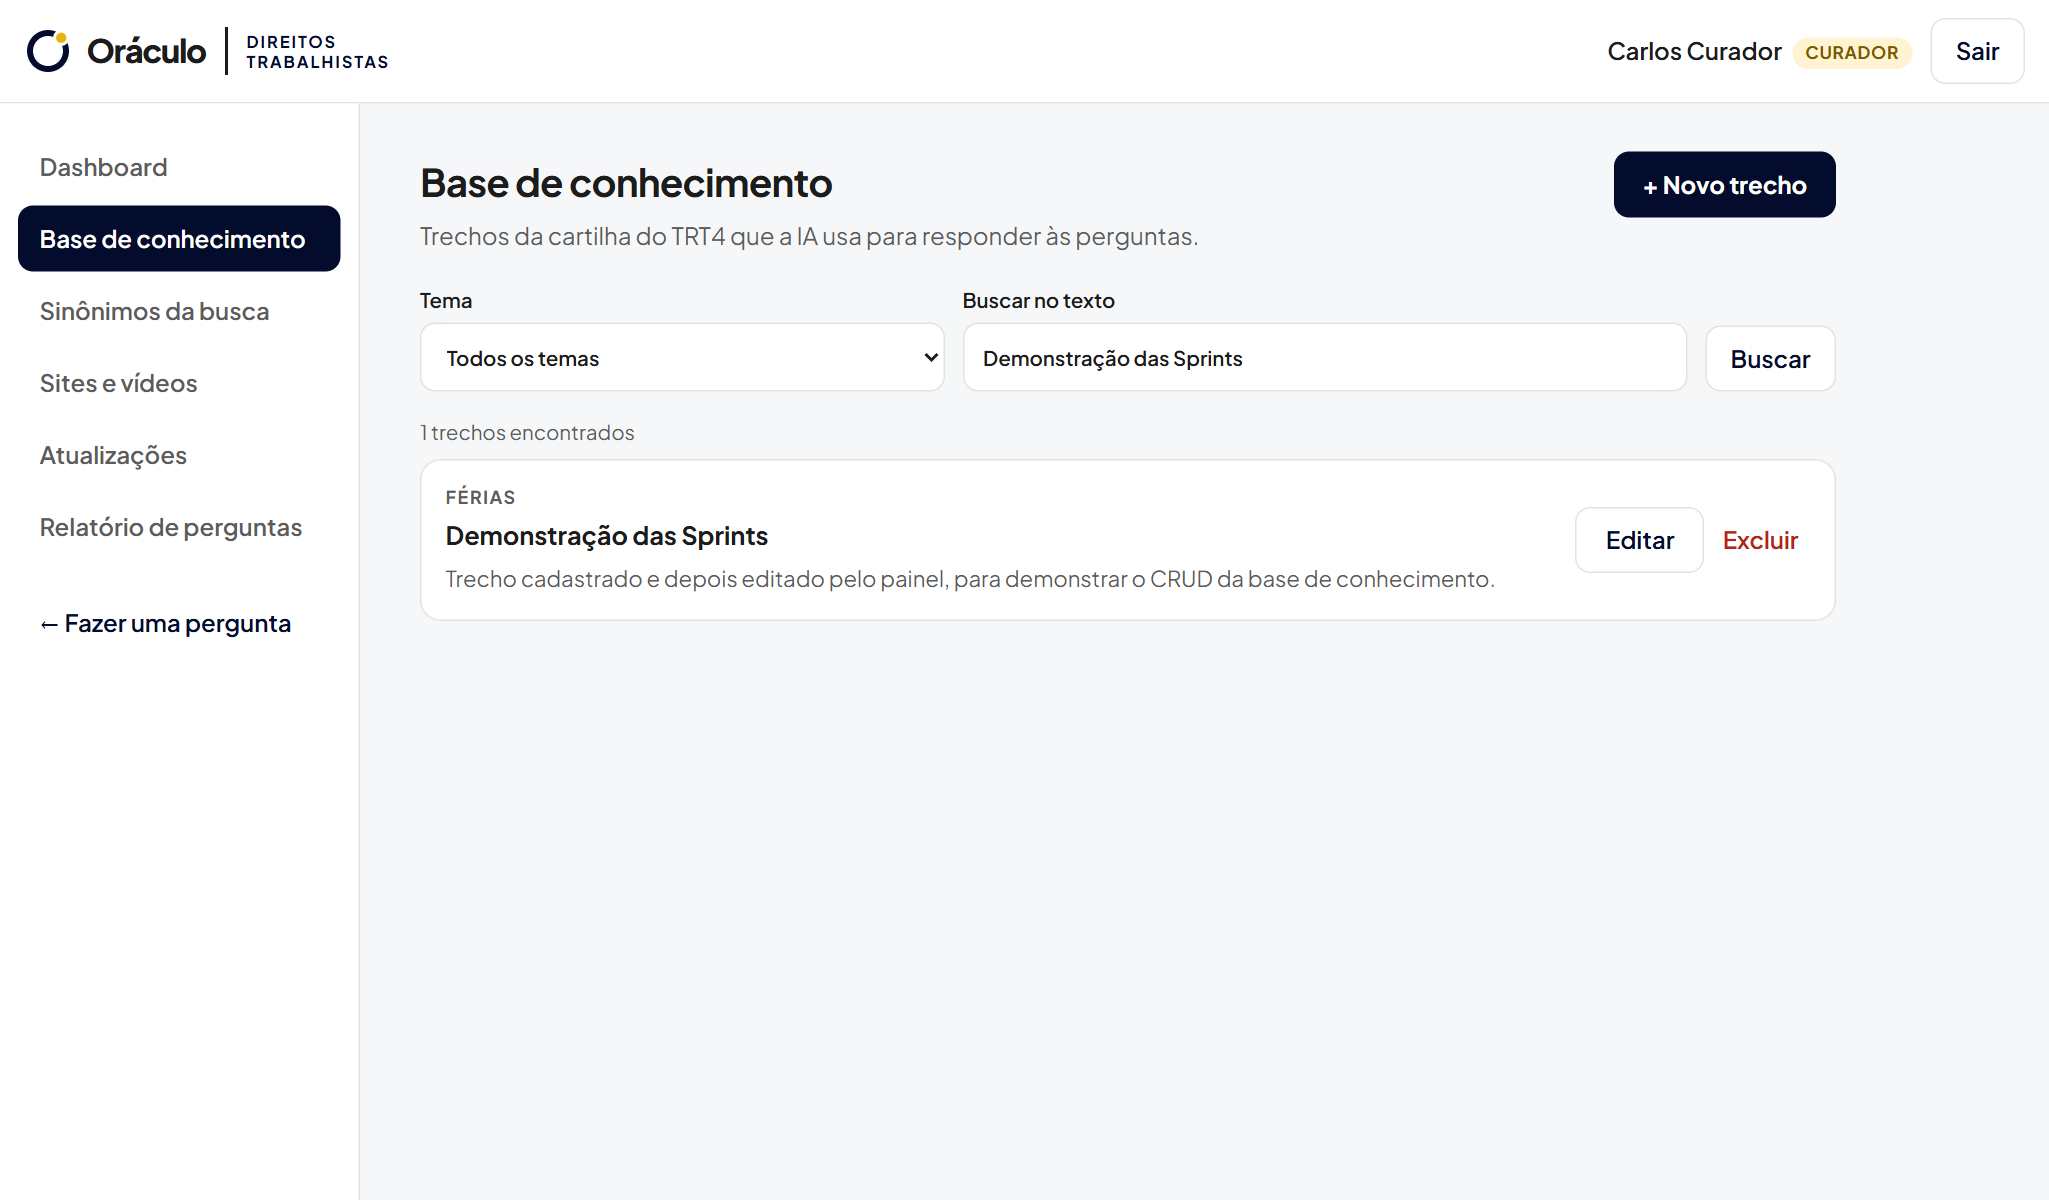 Oráculo
DIREITOS
TRABALHISTAS
Carlos Curador
CURADOR
Sair
Dashboard
Base de conhecimento
Sinônimos da busca
Sites e vídeos
Atualizações
Relatório de perguntas
← Fazer uma pergunta
Base de conhecimento
+ Novo trecho
Trechos da cartilha do TRT4 que a IA usa para responder às perguntas.
Tema
Buscar no texto
Todos os temas
Demonstração das Sprints
Buscar
1 trechos encontrados
FÉRIAS
Demonstração das Sprints
Trecho cadastrado e depois editado pelo painel, para demonstrar o CRUD da base de conhecimento.
Editar
Excluir